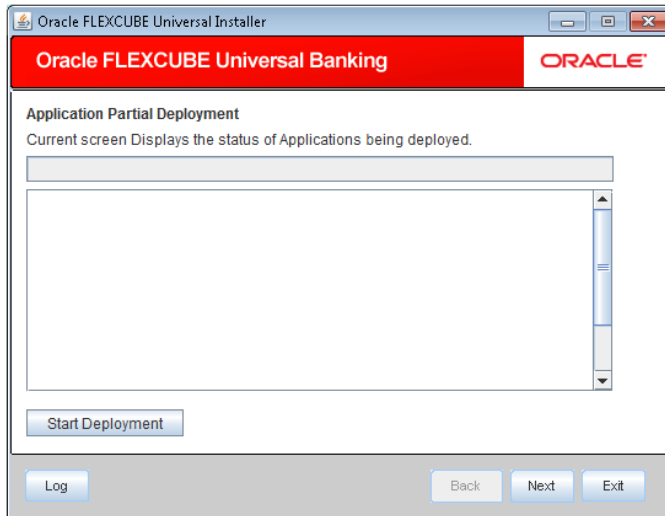 Oracle FLEXCUBE Universal Installer
Oracle FLEXCUBE Universal Banking
ORACLE
Application Partial Deployment
Current screen Displays the status of Applications being deployed.
Start Deployment
Log
Back
Next
Exit